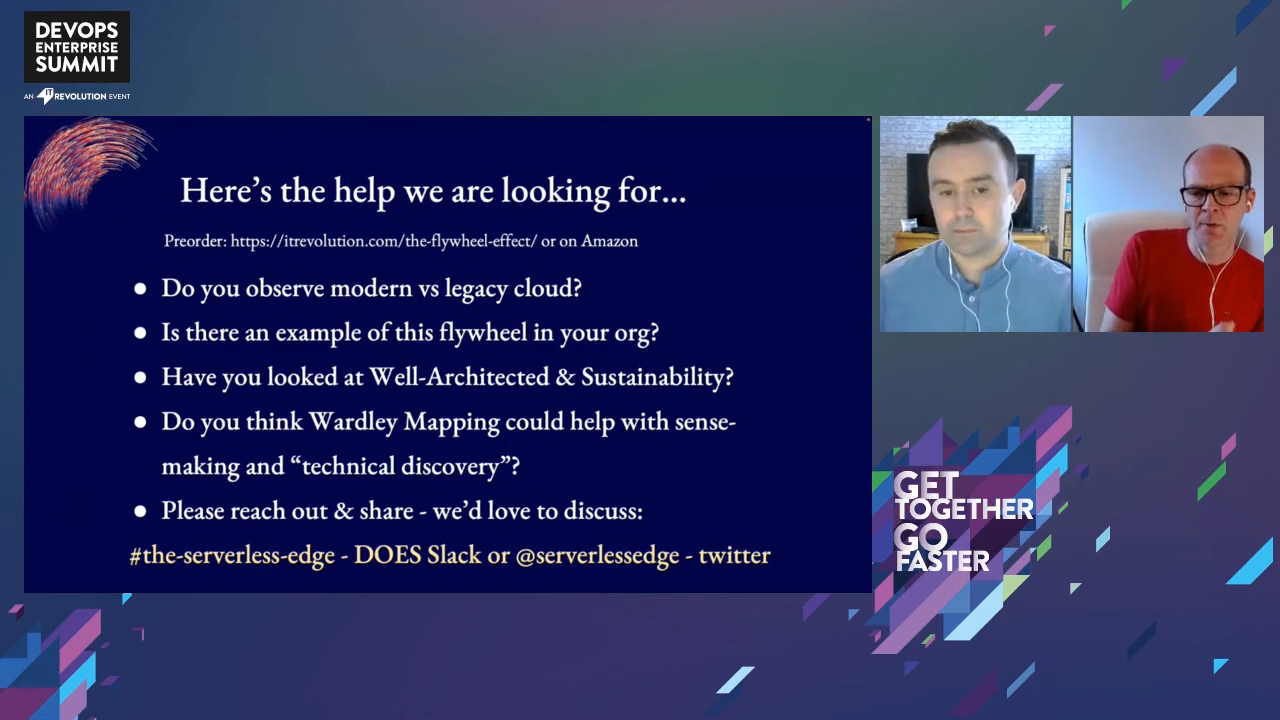 DEVOPS
ENTERPRISE
SUMMIT
AN IT REVOLUTION EVENT
Here's the help we are looking for...
Preorder: https://itrevolution.com/the-flywheel-effect/ or on Amazon
● Do you observe modern vs legacy cloud?
● Is there an example of this flywheel in your org?
● Have you looked at Well-Architected & Sustainability?
● Do you think Wardley Mapping could help with sense-
making and “technical discovery”?
● Please reach out & share - we'd love to discuss:
#the-serverless-edge - DOES Slack or @serverlessedge - twitter
GET
TOGETHER
GO
FASTER